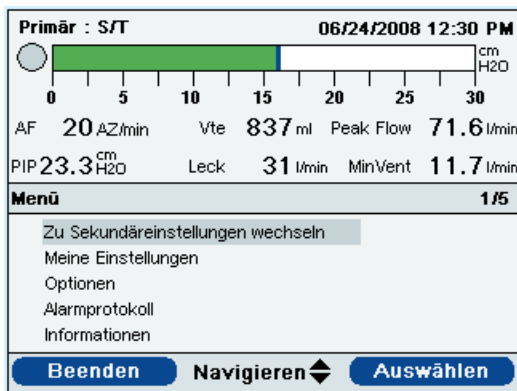 Primär : S/T 06/24/2008 12:30 PM
cm
H2O
0 5 10 15 20 25 30
AF 20 AZ/min Vte 837 ml Peak Flow 71.6 l/min
PIP 23.3 cm H2O Leck 31 l/min MinVent 11.7 l/min
Menü 1/5
Zu Sekundäreinstellungen wechseln
Meine Einstellungen
Optionen
Alarmprotokoll
Informationen
Beenden Navigieren Auswählen